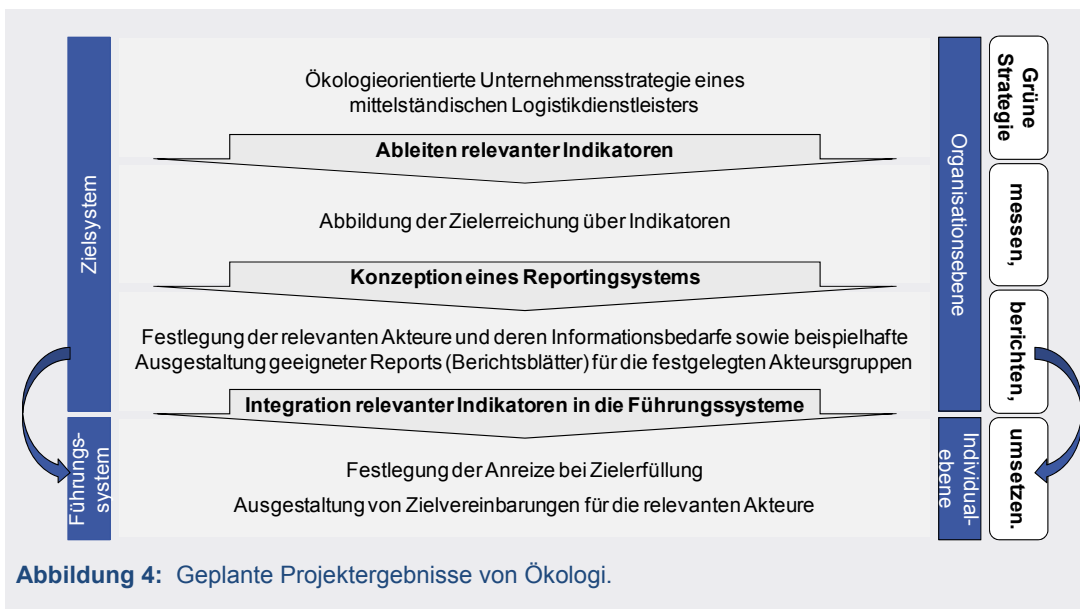 Zielsystem
Führungs-
system
Ökologieorientierte Unternehmensstrategie eines
mittelständischen Logistikdienstleisters
Ableiten relevanter Indikatoren
Abbildung der Zielerreichung über Indikatoren
Konzeption eines Reportingsystems
Festlegung der relevanten Akteure und deren Informationsbedarfe sowie beispielhafte
Ausgestaltung geeigneter Reports (Berichtsblätter) für die festgelegten Akteursgruppen
Integration relevanter Indikatoren in die Führungssysteme
Festlegung der Anreize bei Zielerfüllung
Ausgestaltung von Zielvereinbarungen für die relevanten Akteure
Organisationsebene
Individual-
ebene
Grüne
Strategie
messen,
berichten,
umsetzen.
Abbildung 4: Geplante Projektergebnisse von Ökologi.